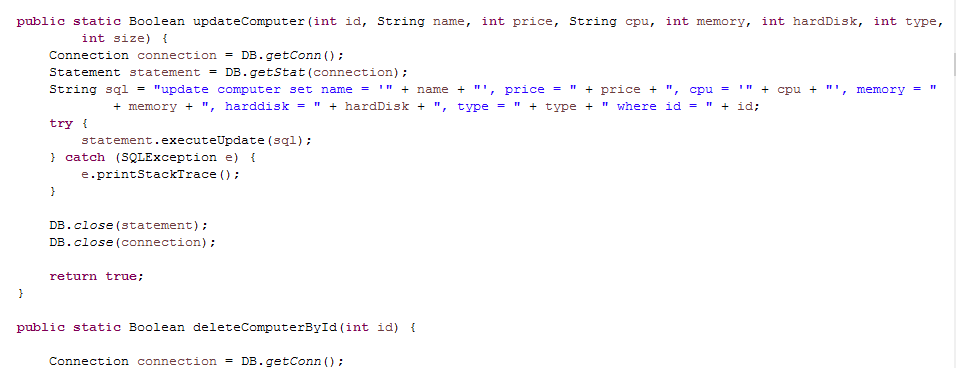 public static Boolean updateComputer(int id, String name, int price, String cpu, int memory, int hardDisk, int type,
int size) {
Connection connection = DB.getConn();
Statement statement = DB.getStat(connection);
String sql = "update computer set name = '" + name + "', price = " + price + ", cpu = '" + cpu + "', memory = "
+ memory + ", harddisk = " + hardDisk + ", type = " + type + " where id = " + id;
try {
statement.executeUpdate(sql);
} catch (SQLException e) {
e.printStackTrace();
}
DB.close(statement);
DB.close(connection);
return true;
}
public static Boolean deleteComputerById(int id) {
Connection connection = DB.getConn();